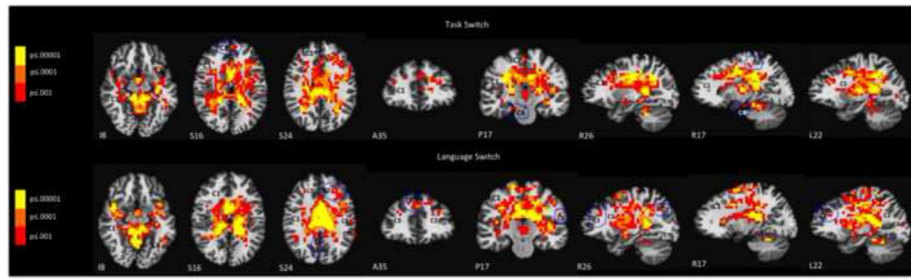 Task Switch
p≤.00001
p≤.0001
p≤.001
I8
S16
S24
A35
P17
R26
R17
L22
Language Switch
p≤.00001
p≤.0001
p≤.001
I8
S16
S24
A35
P17
R26
R17
L22